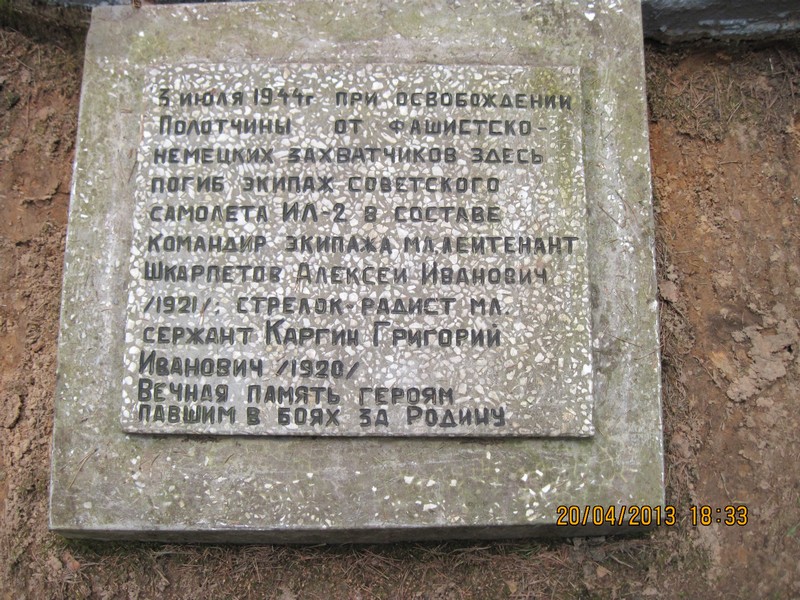 3 июля 1944г при освобождении
Полотчины от фашистско-
немецких захватчиков здесь
погиб экипаж советского
самолета ИЛ-2 в составе
командир экипажа мл.лейтенант
Шкарпетов Алексей Иванович
/1921/; стрелок-радист мл.
сержант Каргин Григорий
Иванович /1920/
Вечная память героям
павшим в боях за Родину
20/04/2013 18:33